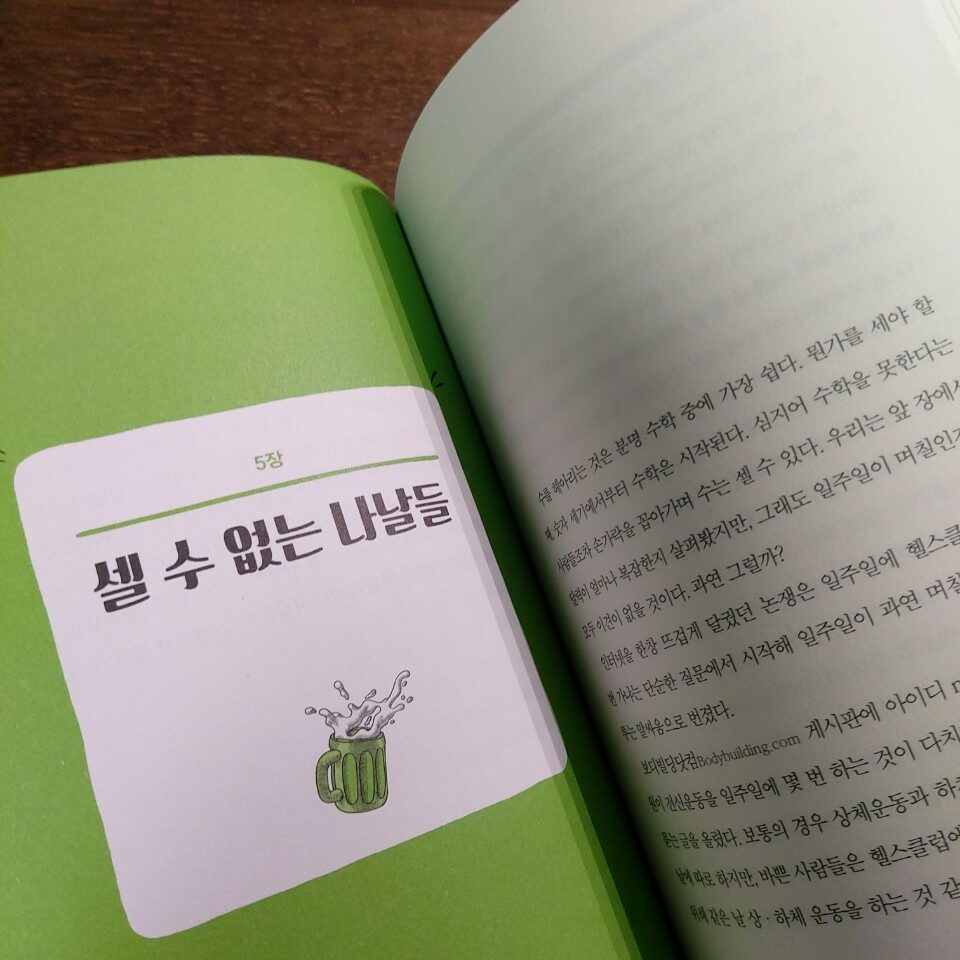 5장
셀 수 없는 나날들
수를 헤아리는 것은 분명 수학 중에 가장 쉽다. 뭔가를 세야 할
때, 숫자 세기에서부터 수학은 시작된다. 심지어 수학을 못한다는
사람들조차 손가락을 꼽아가며 수는 셀 수 있다. 우리는 앞 장에서
달력이 얼마나 복잡한지 살펴봤지만, 그래도 일주일이 며칠인지
모두 이견이 없을 것이다. 과연 그럴까?
인터넷을 한창 뜨겁게 달궜던 논쟁은 일주일에 헬스클
번 가냐는 단순한 질문에서 시작해 일주일이 과연 며칠
투는 말싸움으로 번졌다.
보디빌딩닷컴Bodybuilding.com 게시판에 아이디 m
원이 전신운동을 일주일에 몇 번 하는 것이 다치
묻는 글을 올렸다. 보통의 경우 상체운동과 하체
날에 따로 하지만, 바쁜 사람들은 헬스클럽에
위해 같은 날 상·하체 운동을 하는 것 같